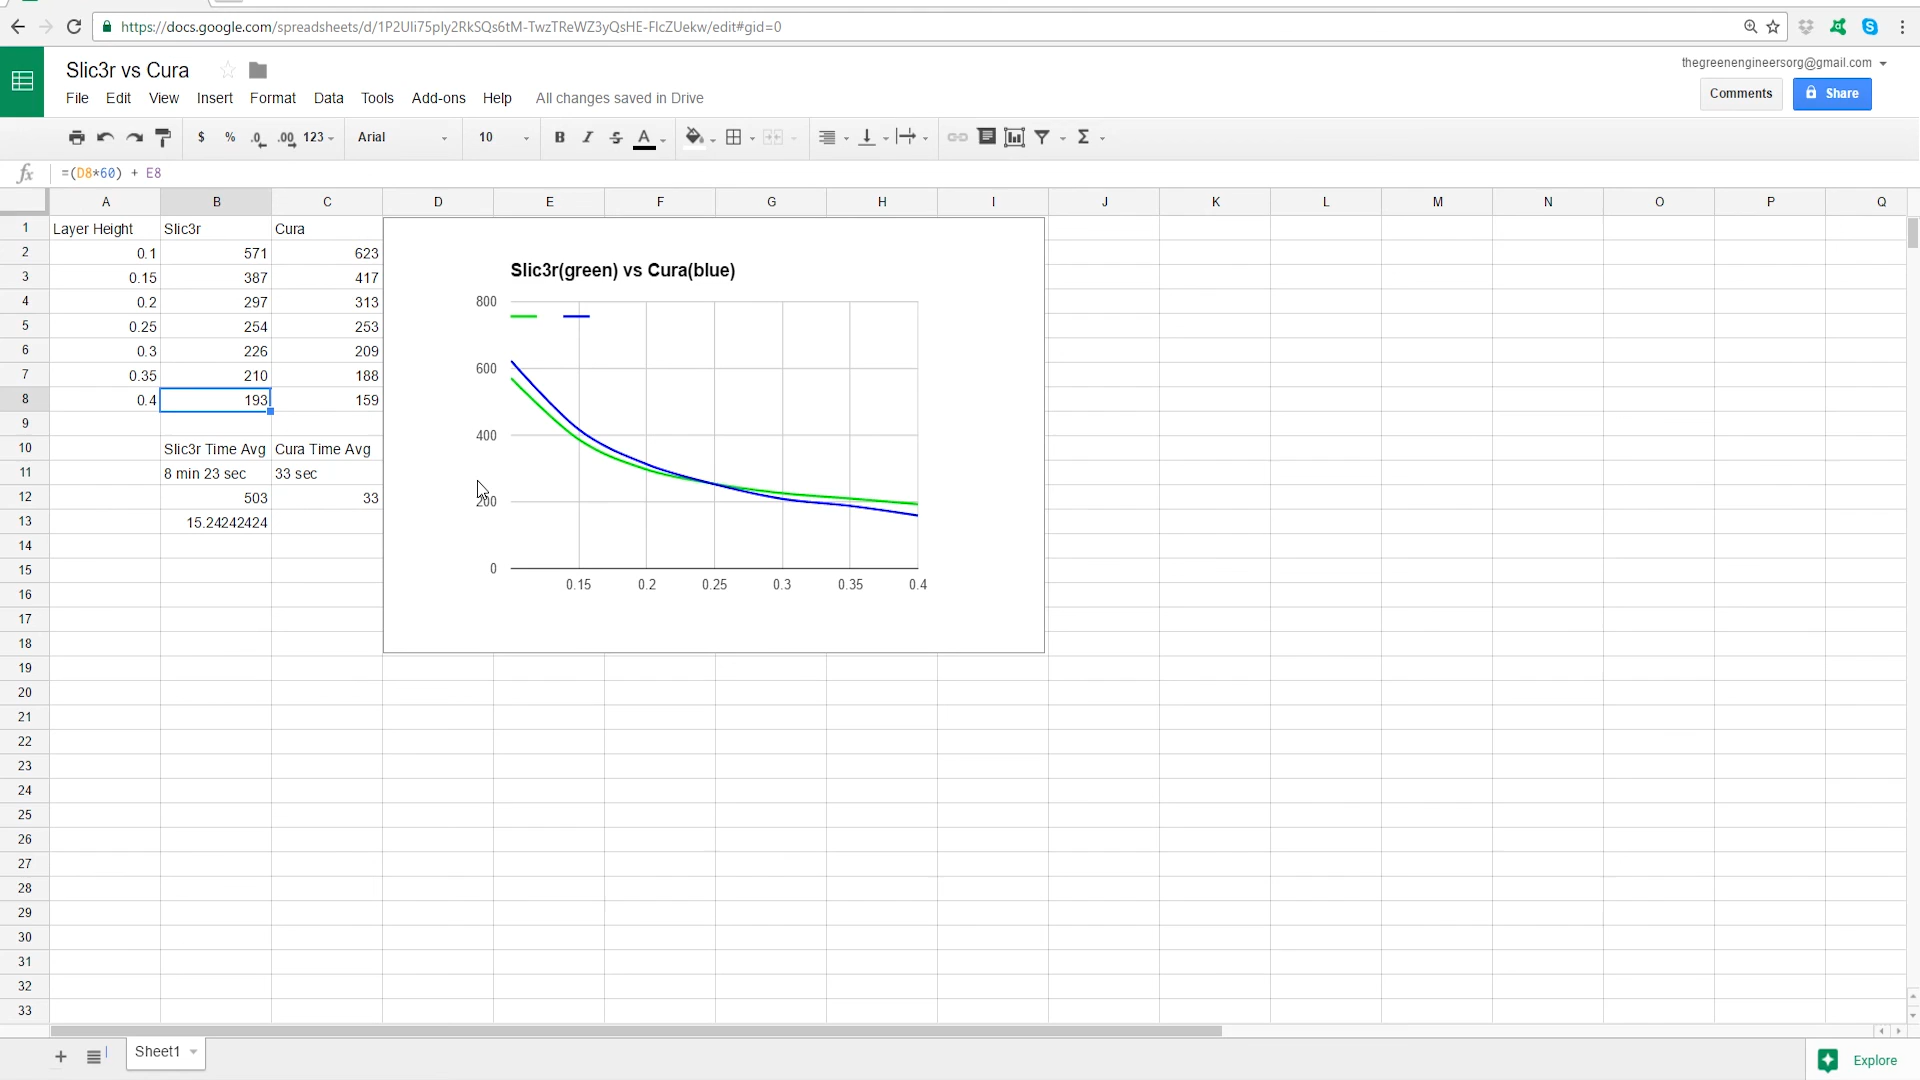 https://docs.google.com/spreadsheets/d/1P2UIi75pIy2RkSQs6tM-TwzTReWZ3yQsHE-FIcZUekw/edit#gid=0
Slic3r vs Cura
thegreenengineersorg@gmail.com
File Edit View Insert Format Data Tools Add-ons Help All changes saved in Drive
Comments Share
$ % .0 .00 123 Arial 10 B I S A Σ
fx =(D8*60) + E8
A B C D E F G H I J K L M N O P Q
1 Layer Height Slic3r Cura
2 0.1 571 623
3 0.15 387 417
4 0.2 297 313
5 0.25 254 253
6 0.3 226 209
7 0.35 210 188
8 0.4 193 159
9
10 Slic3r Time Avg Cura Time Avg
11 8 min 23 sec 33 sec
12 503 33
13 15.24242424
14
15
16
17
18
19
20
21
22
23
24
25
26
27
28
29
30
31
32
33
Slic3r(green) vs Cura(blue)
800
600
400
200
0
0.15 0.2 0.25 0.3 0.35 0.4
+ Sheet1
Explore